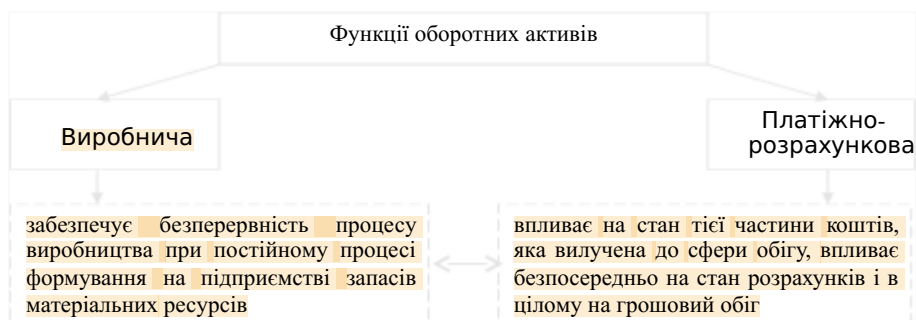 Функції оборотних активів
Виробнича
Платіжно-
розрахункова
забезпечує безперервність процесу
виробництва при постійному процесі
формування на підприємстві запасів
матеріальних ресурсів
впливає на стан тієї частини коштів,
яка вилучена до сфери обігу, впливає
безпосередньо на стан розрахунків і в
цілому на грошовий обіг